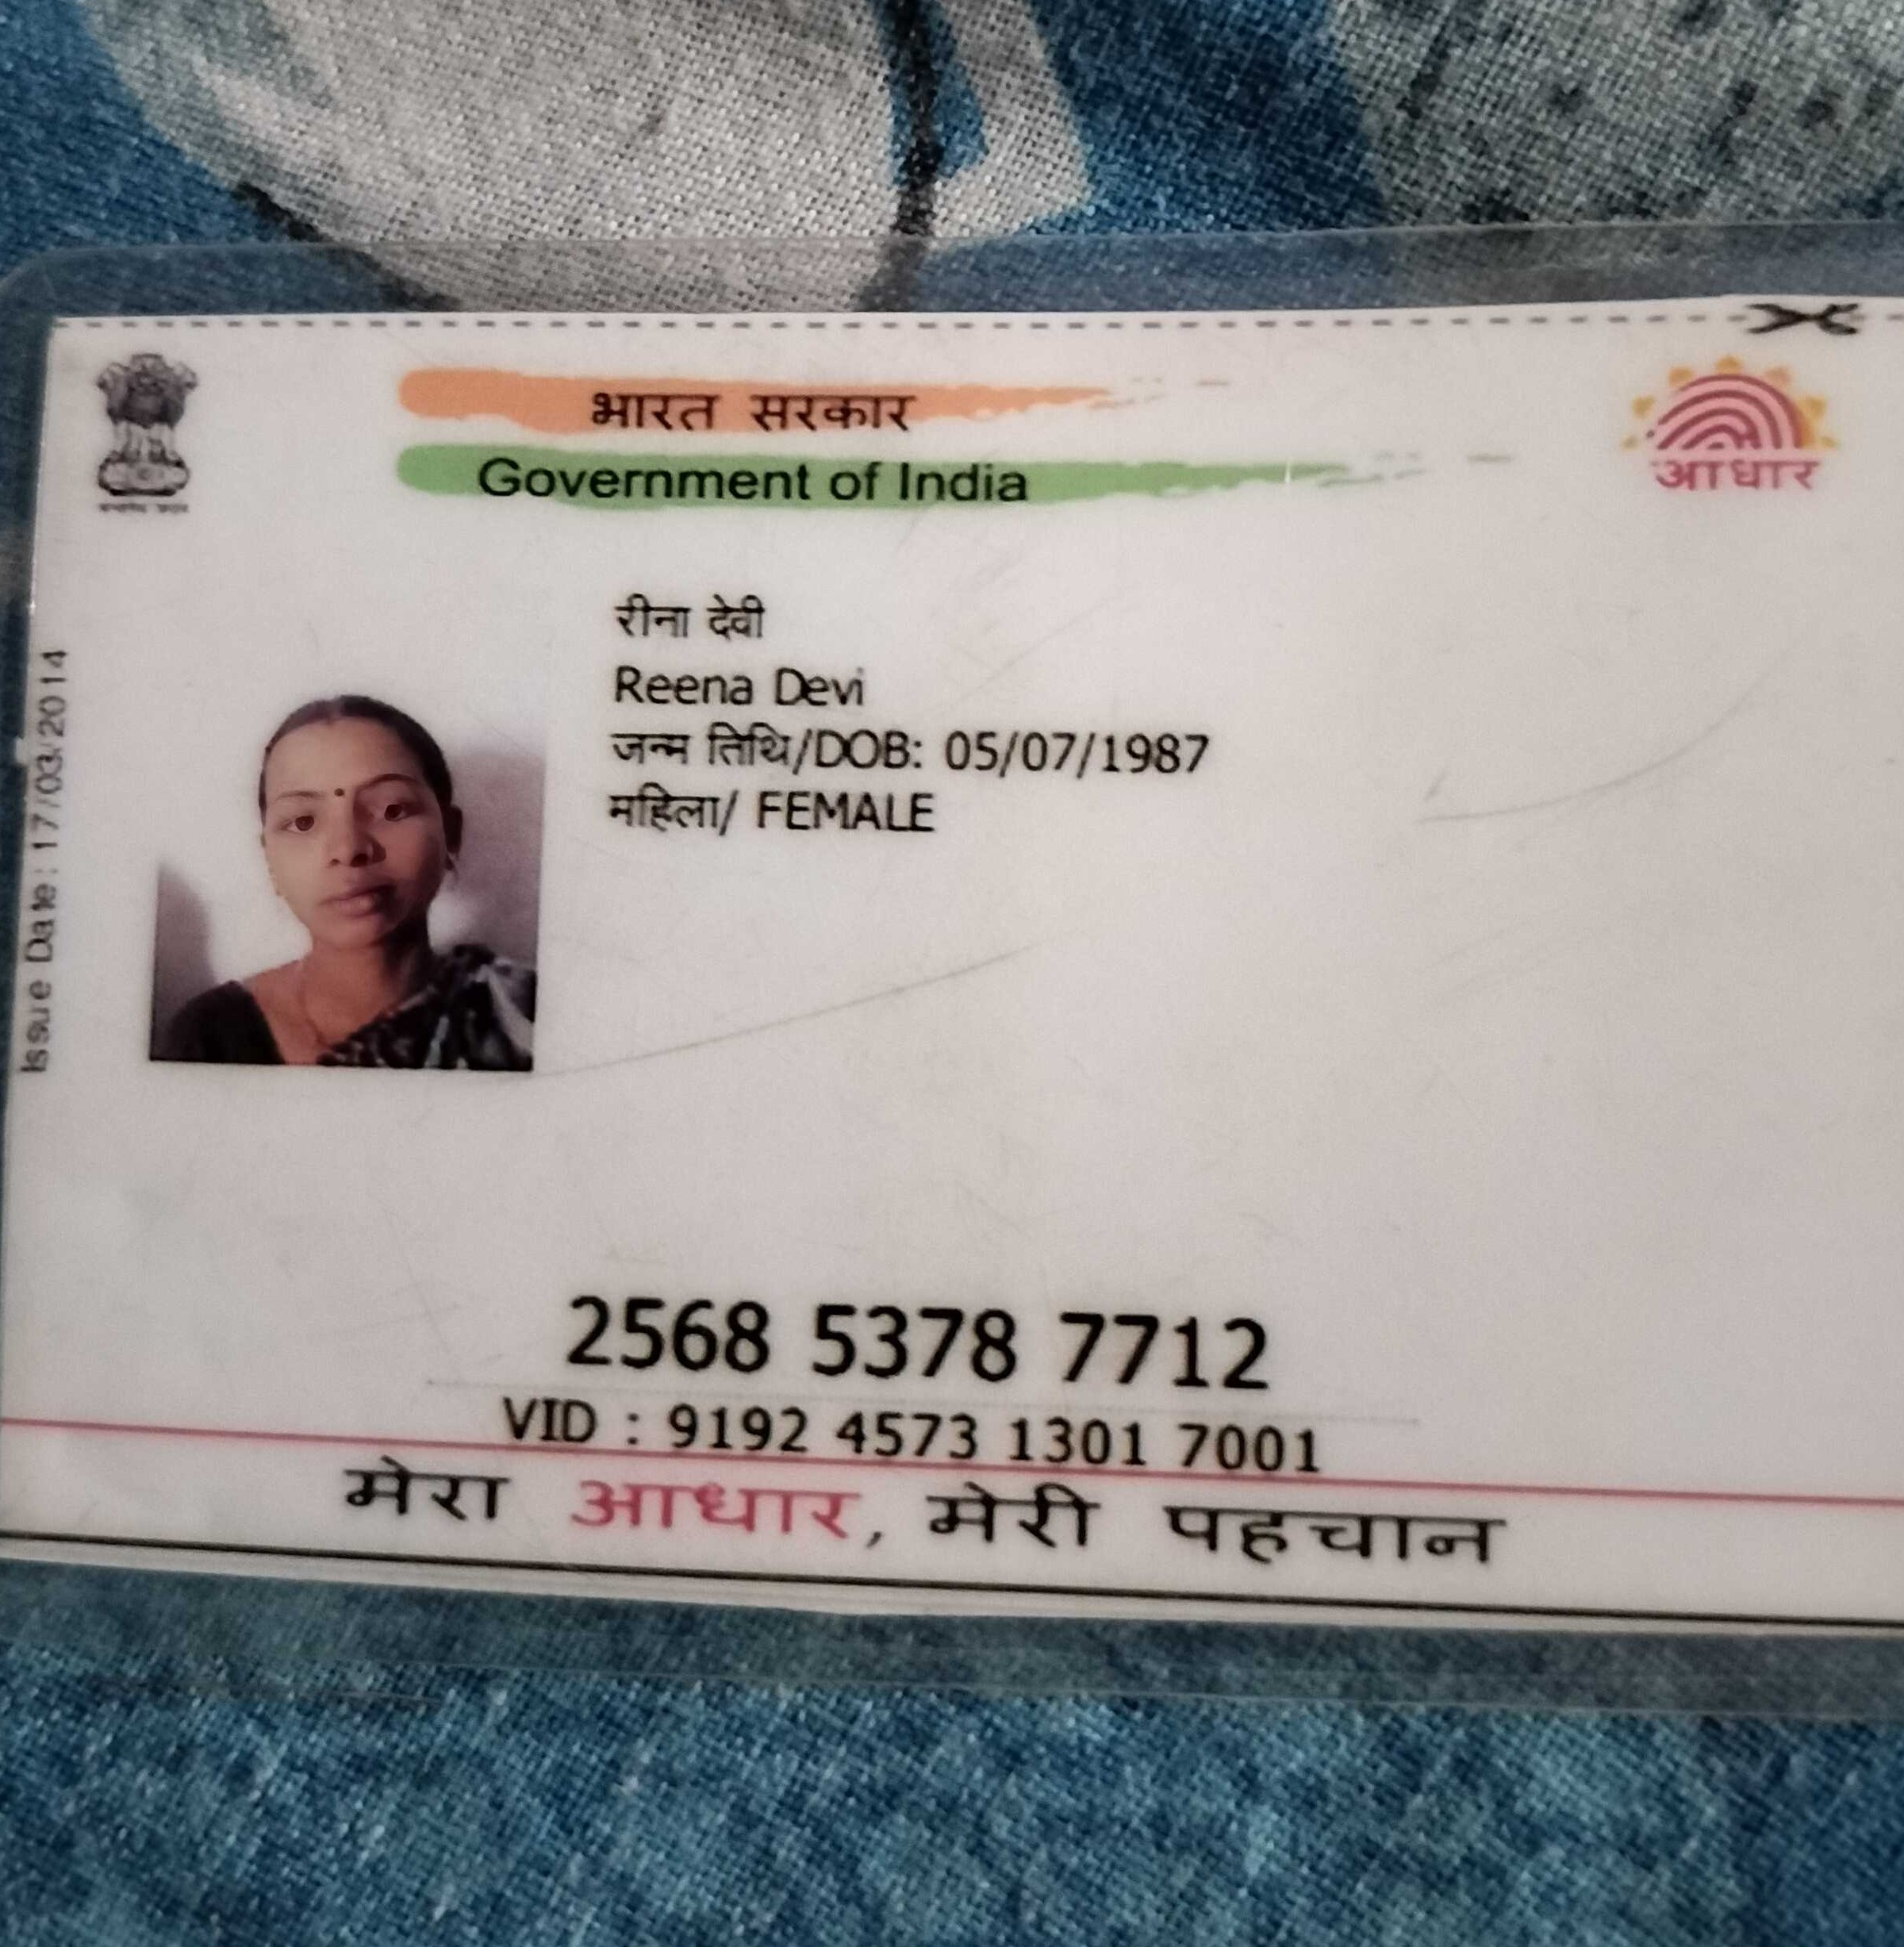 भारत सरकार
Government of India
आधार
Issue Date: 17/03/2014
रीना देवी
Reena Devi
जन्म तिथि/DOB: 05/07/1987
महिला/ FEMALE
2568 5378 7712
VID : 9192 4573 1301 7001
मेरा आधार, मेरी पहचान